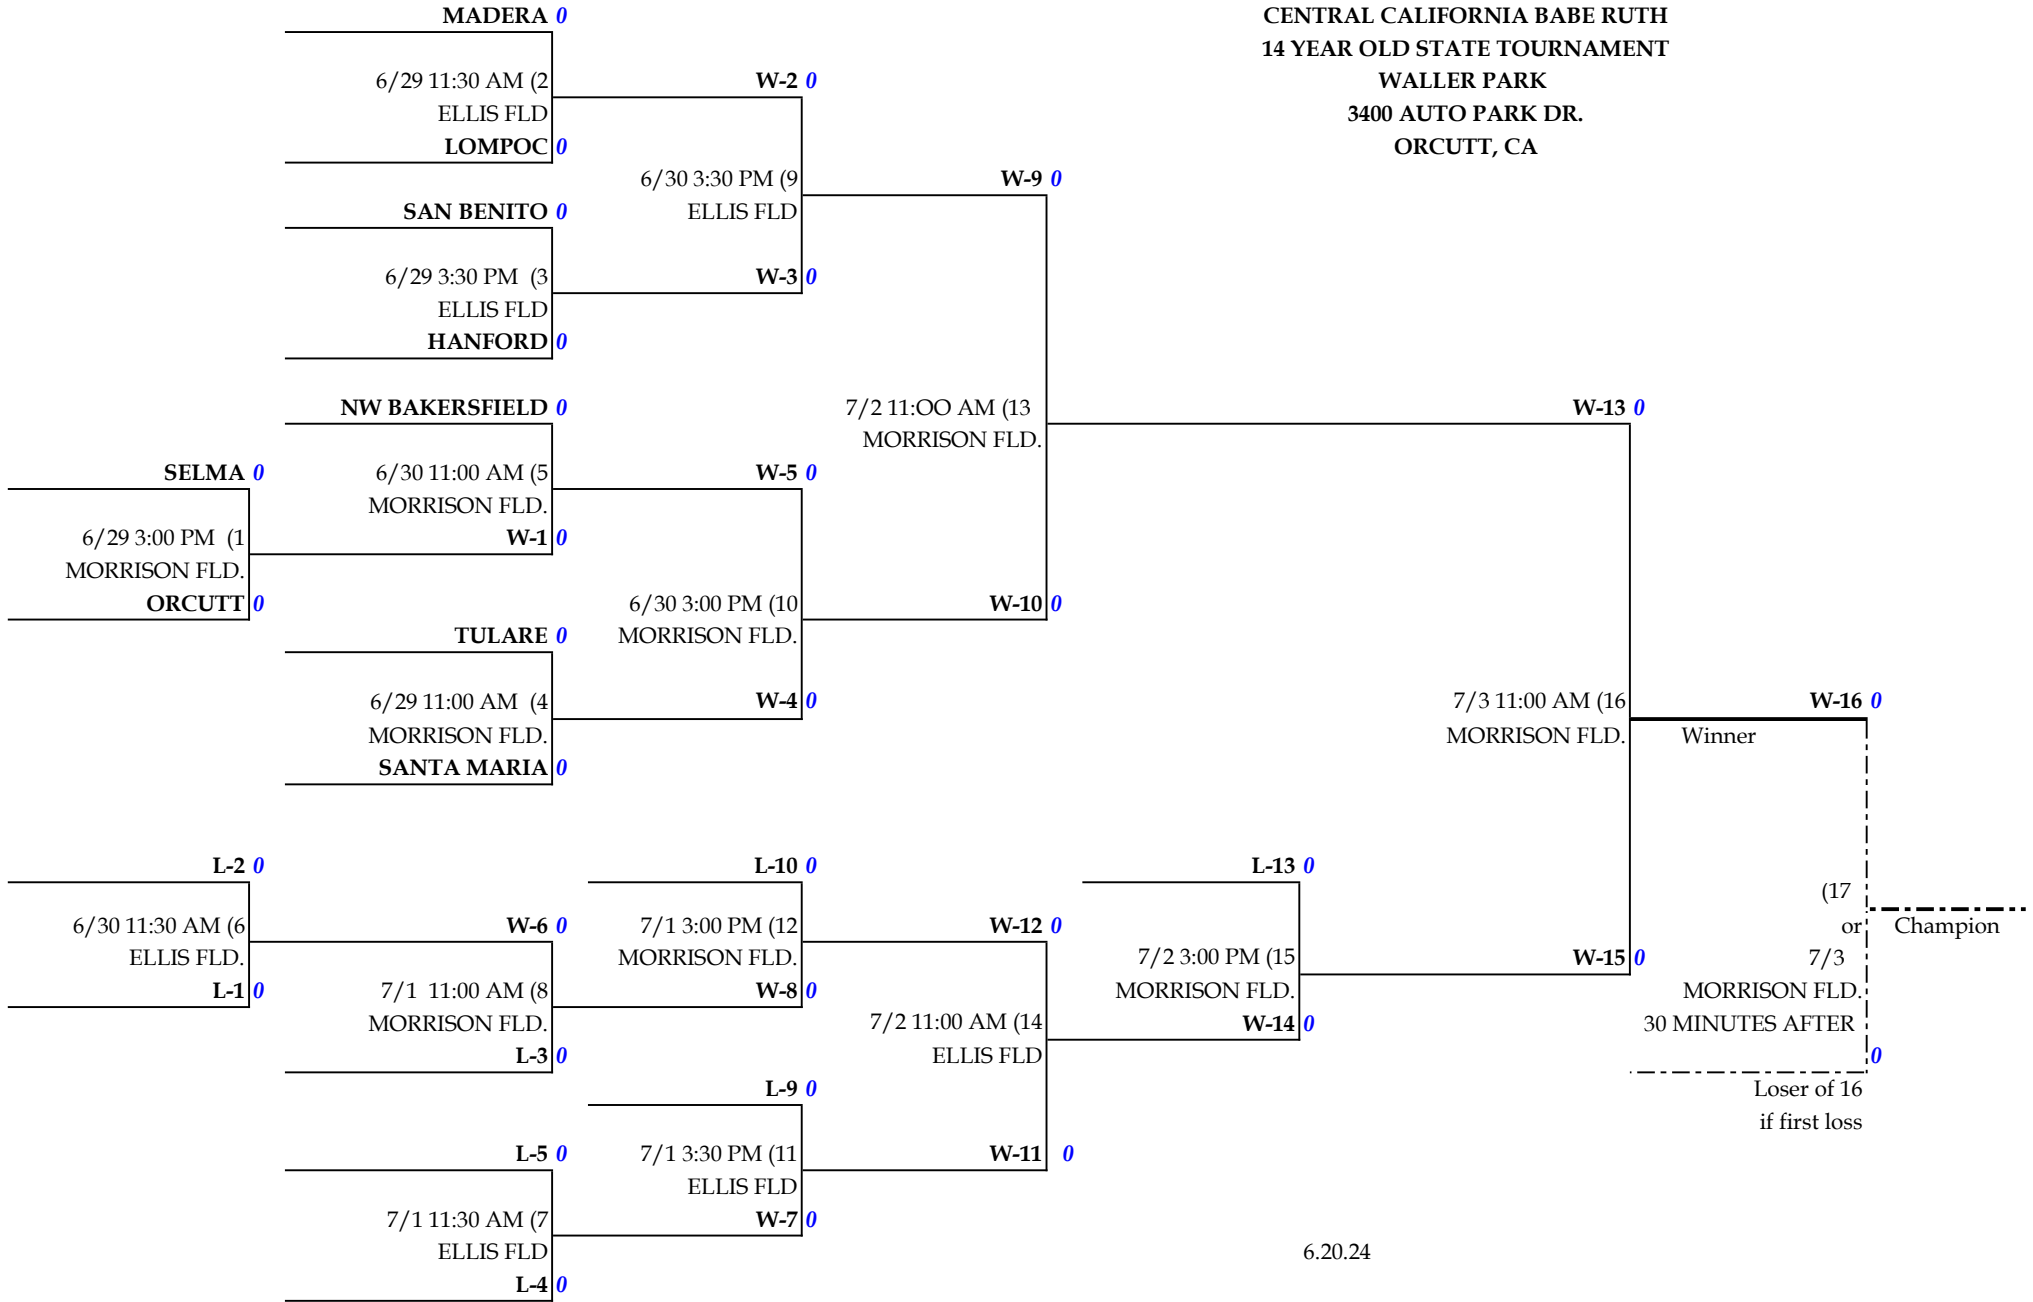 MADERA 0
CENTRAL CALIFORNIA BABE RUTH
14 YEAR OLD STATE TOURNAMENT
6/29 11:30 AM (2
W-2 0
WALLER PARK
ELLIS FLD
3400 AUTO PARK DR.
LOMPOC 0
ORCUTT, CA
6/30 3:30 PM (9
W-9 0
SAN BENITO 0
ELLIS FLD
6/29 3:30 PM  (3
W-3 0
ELLIS FLD
HANFORD 0
NW BAKERSFIELD 0
7/2 11:OO AM (13
W-13 0
MORRISON FLD.
SELMA 0
6/30 11:00 AM (5
W-5 0
MORRISON FLD.
6/29 3:00 PM  (1
W-1 0
MORRISON FLD.
ORCUTT 0
6/30 3:00 PM (10
W-10 0
TULARE 0
MORRISON FLD.
6/29 11:00 AM  (4
W-4 0
7/3 11:00 AM (16
W-16 0
MORRISON FLD.
MORRISON FLD.
Winner
SANTA MARIA 0
L-2 0
L-10 0
L-13 0
(17
6/30 11:30 AM (6
W-6 0
7/1 3:00 PM (12
W-12 0
or
Champion
ELLIS FLD.
MORRISON FLD.
7/2 3:00 PM (15
W-15 0
7/3
L-1 0
7/1  11:00 AM (8
W-8 0
MORRISON FLD.
MORRISON FLD.
MORRISON FLD.
7/2 11:00 AM (14
W-14 0
30 MINUTES AFTER
L-3 0
ELLIS FLD
0
L-9 0
Loser of 16
if first loss
L-5 0
7/1 3:30 PM (11
W-11 0
ELLIS FLD
7/1 11:30 AM (7
W-7 0
ELLIS FLD
6.20.24
L-4 0